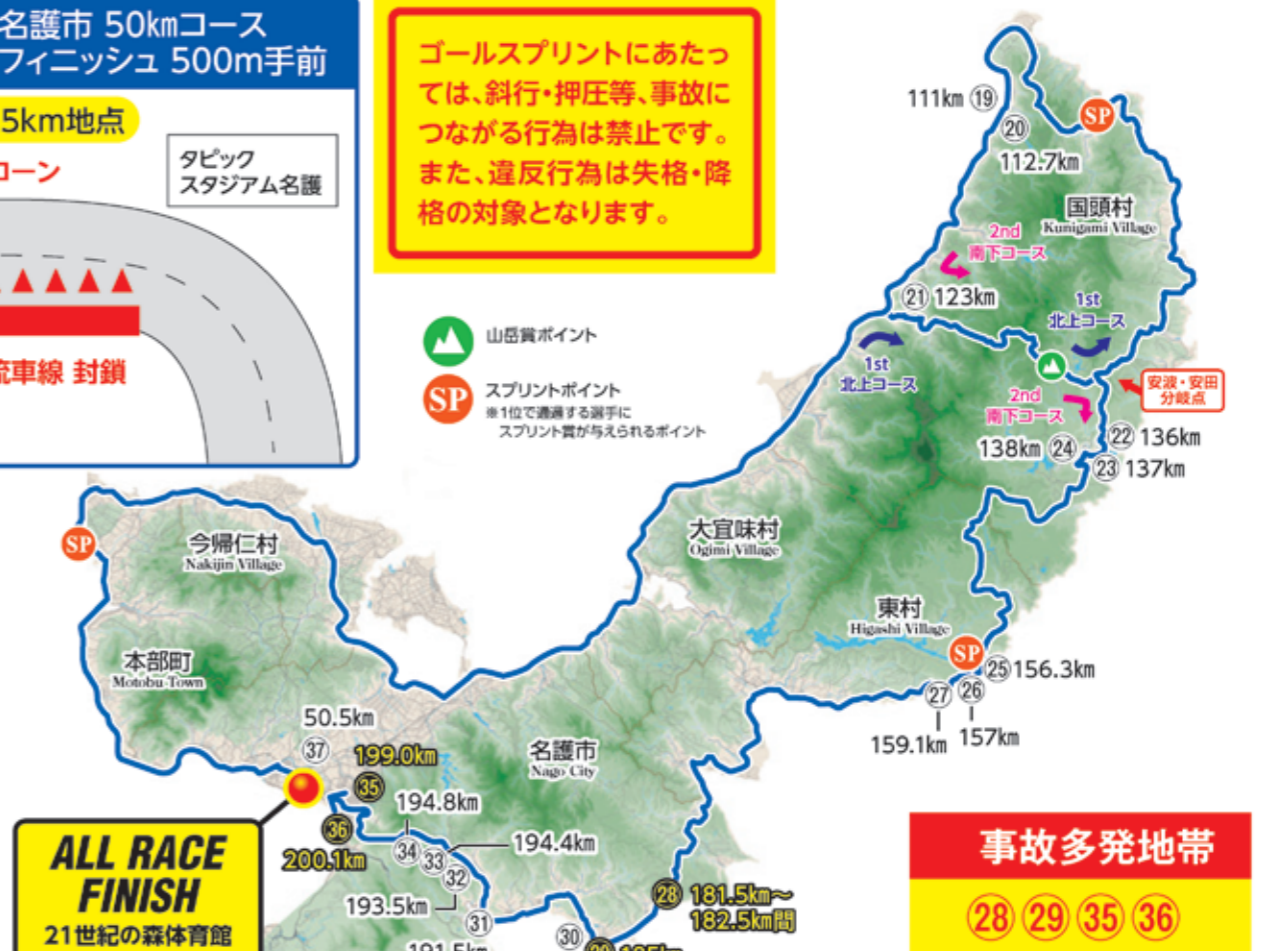 名護市 50kmコース
フィニッシュ 500m手前
5km地点
ローン
タピック
スタジアム名護
流車線 封鎖
ゴールスプリントにあたっ
ては、斜行・押圧等、事故に
つながる行為は禁止です。
また、違反行為は失格・降
格の対象となります。
山岳賞ポイント
SP スプリントポイント
※1位で通過する選手に
スプリント賞が与えられるポイント
111km ⑲
SP
⑳
112.7km
国頭村
Kunigami Village
2nd
南下コース
㉑ 123km
1st
北上コース
1st
北上コース
安波・安田
分岐点
2nd
南下コース
㉒ 136km
138km ㉔
㉓ 137km
SP
今帰仁村
Nakijin Village
大宜味村
Ogimi Village
東村
Higashi Village
SP
㉕ 156.3km
㉗ ㉖
159.1km 157km
本部町
Motobu Town
50.5km
㊲
199.0km
㉟
名護市
Nago City
194.8km
㊱
200.1km
㉞ ㉝ 194.4km
㉜
193.5km
㉘ 181.5km〜
182.5km間
㉛
㉚
ALL RACE
FINISH
21世紀の森体育館
事故多発地帯
㉘ ㉙ ㉟ ㊱